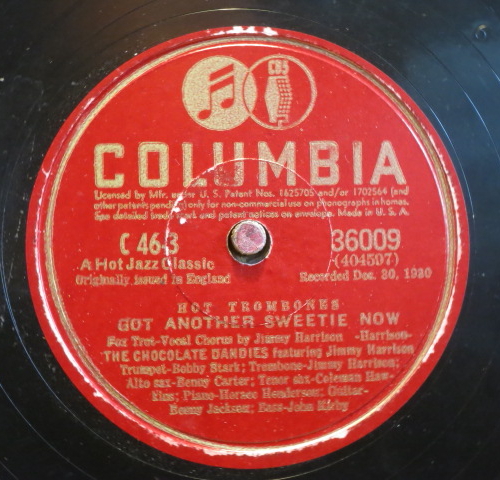 CBS
COLUMBIA
Licensed by Mfr. under U. S. Patent Nos. 1625705 and/or 1702564 (and
other patents pending) only for non-commercial use on phonographs in homes.
See detailed trade mark and patent notices on envelope. Made in U. S. A.
C 46-3 36009
A Hot Jazz Classic (404597)
Originally issued in England Recorded Dec. 30, 1930
HOT TROMBONES
GOT ANOTHER SWEETIE NOW
Fox Trot-Vocal Chorus by Jimmy Harrison -Harrison-
THE CHOCOLATE DANDIES featuring Jimmy Harrison
Trumpet-Bobby Stark; Trombone-Jimmy Harrison;
Alto sax-Benny Carter; Tenor sax-Coleman Haw-
kins; Piano-Horace Henderson; Guitar-
Benny Jackson; Bass-John Kirby